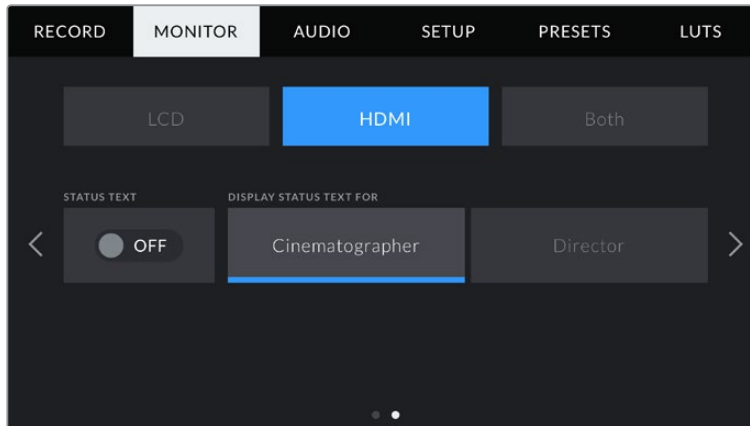 RECORD MONITOR AUDIO SETUP PRESETS LUTS
LCD HDMI Both
STATUS TEXT DISPLAY STATUS TEXT FOR
OFF Cinematographer Director